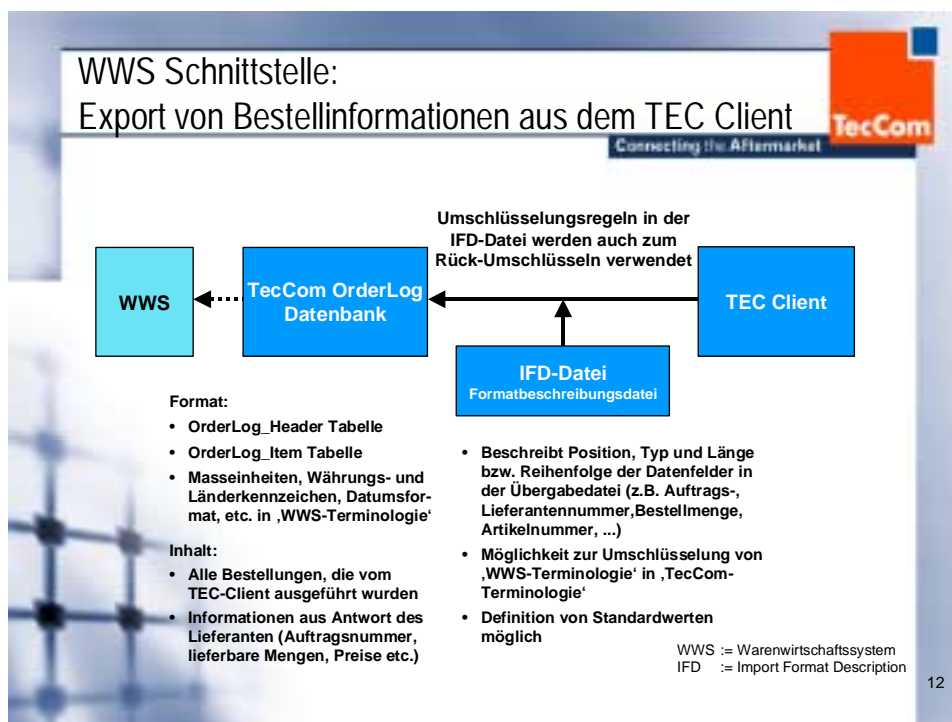 WWS Schnittstelle:
Export von Bestellinformationen aus dem TEC Client
TecCom
Connecting the Aftermarket
Umschlüsselungsregeln in der
IFD-Datei werden auch zum
Rück-Umschlüsseln verwendet
WWS
TecCom OrderLog
Datenbank
TEC Client
IFD-Datei
Formatbeschreibungsdatei
Format:
• OrderLog_Header Tabelle
• OrderLog_Item Tabelle
• Masseinheiten, Währungs- und
Länderkennzeichen, Datumsfor-
mat, etc. in ‚WWS-Terminologie‘
Inhalt:
• Alle Bestellungen, die vom
TEC-Client ausgeführt wurden
• Informationen aus Antwort des
Lieferanten (Auftragsnummer,
lieferbare Mengen, Preise etc.)
• Beschreibt Position, Typ und Länge
bzw. Reihenfolge der Datenfelder in
der Übergabedatei (z.B. Auftrags-,
Lieferantennummer,Bestellmenge,
Artikelnummer, ...)
• Möglichkeit zur Umschlüsselung von
‚WWS-Terminologie‘ in ‚TecCom-
Terminologie‘
• Definition von Standardwerten
möglich
WWS := Warenwirtschaftssystem
IFD := Import Format Description
12